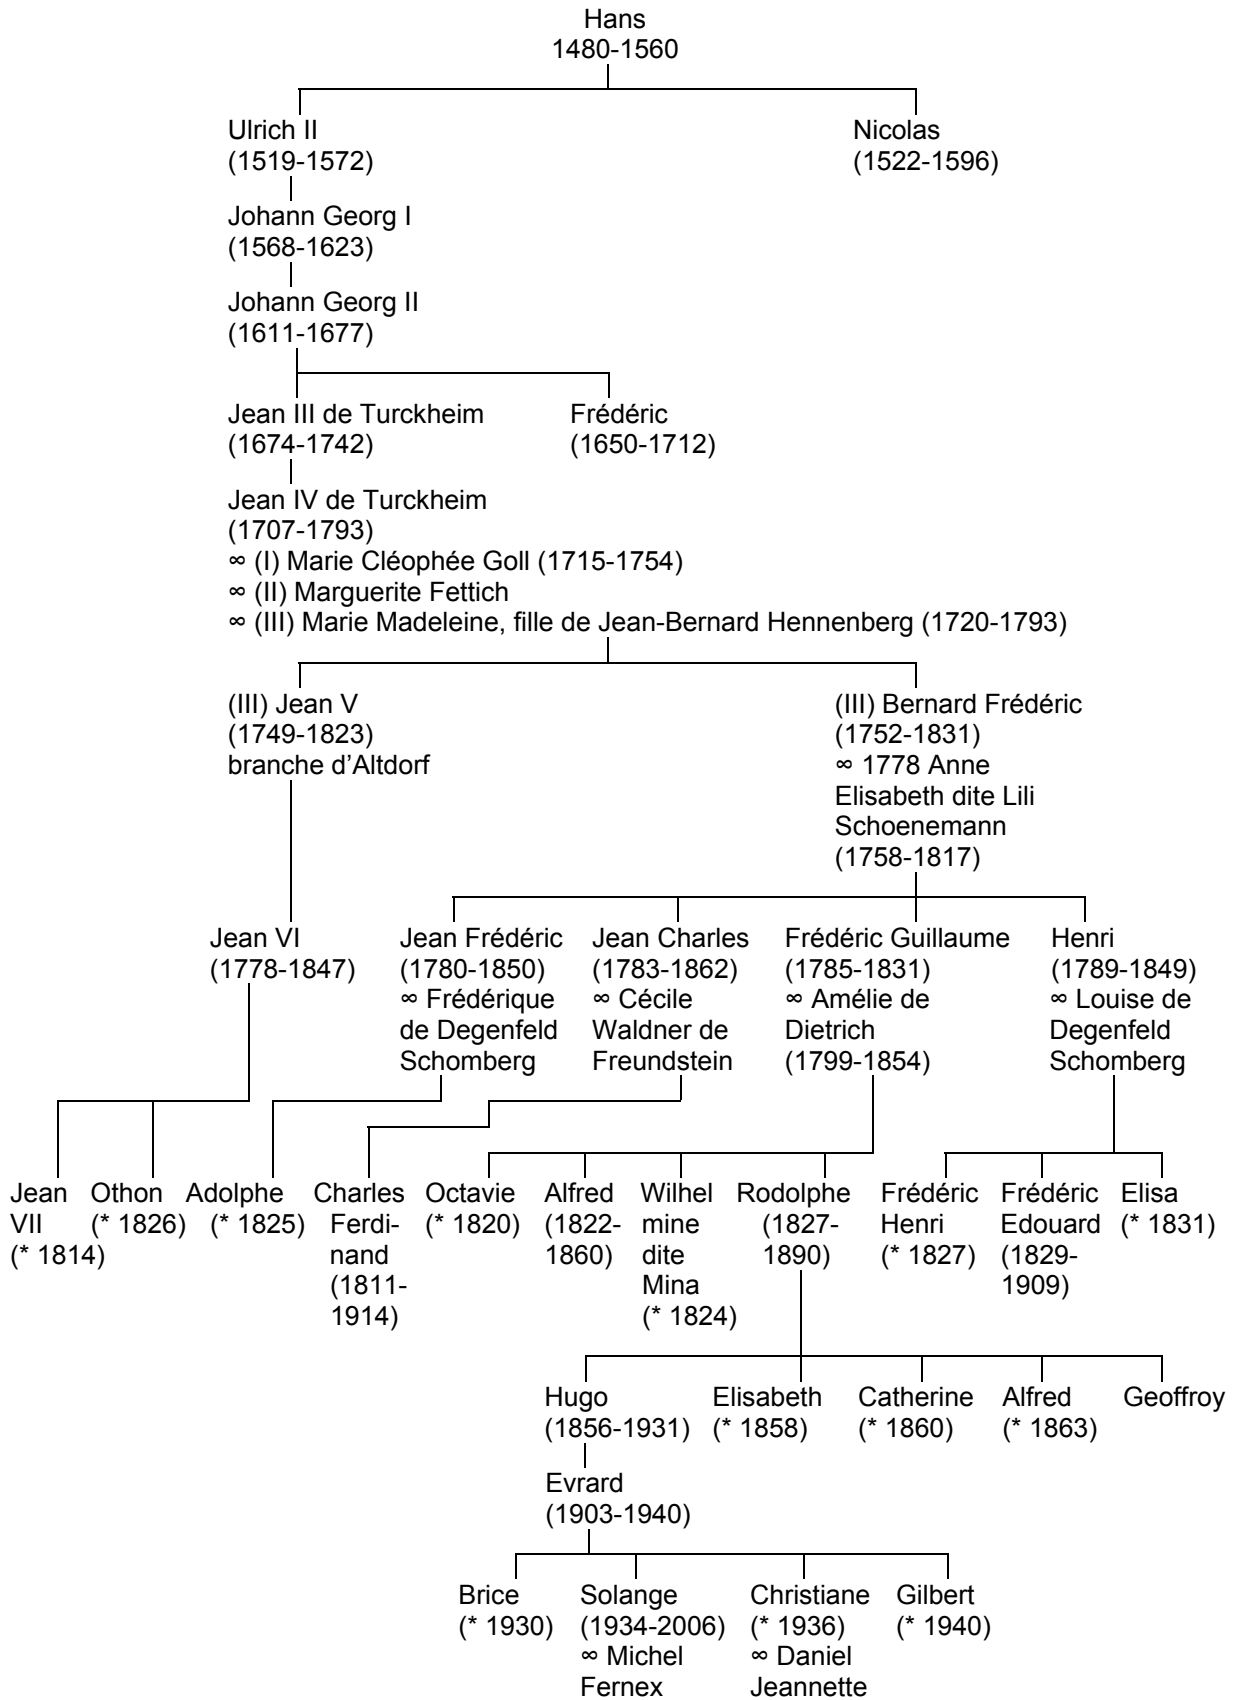 Hans
1480-1560
Ulrich II
(1519-1572)
Nicolas
(1522-1596)
Johann Georg I
(1568-1623)
Johann Georg II
(1611-1677)
Jean III de Turckheim
(1674-1742)
Frédéric
(1650-1712)
Jean IV de Turckheim
(1707-1793)
∞ (I) Marie Cléophée Goll (1715-1754)
∞ (II) Marguerite Fettich
∞ (III) Marie Madeleine, fille de Jean-Bernard Hennenberg (1720-1793)
(III) Jean V
(1749-1823)
branche d’Altdorf
(III) Bernard Frédéric
(1752-1831)
∞ 1778 Anne
Elisabeth dite Lili
Schoenemann
(1758-1817)
Jean VI
(1778-1847)
Jean Frédéric
(1780-1850)
∞ Frédérique
de Degenfeld
Schomberg
Jean Charles
(1783-1862)
∞ Cécile
Waldner de
Freundstein
Frédéric Guillaume
(1785-1831)
∞ Amélie de
Dietrich
(1799-1854)
Henri
(1789-1849)
∞ Louise de
Degenfeld
Schomberg
Jean
VII
(* 1814)
Othon
(* 1826)
Adolphe
(* 1825)
Charles
Ferdi-
nand
(1811-
1914)
Octavie
(* 1820)
Alfred
(1822-
1860)
Wilhel
mine
dite
Mina
(* 1824)
Rodolphe
(1827-
1890)
Frédéric
Henri
(* 1827)
Frédéric
Edouard
(1829-
1909)
Elisa
(* 1831)
Hugo
(1856-1931)
Elisabeth
(* 1858)
Catherine
(* 1860)
Alfred
(* 1863)
Geoffroy
Evrard
(1903-1940)
Brice
(* 1930)
Solange
(1934-2006)
∞ Michel
Fernex
Christiane
(* 1936)
∞ Daniel
Jeannette
Gilbert
(* 1940)